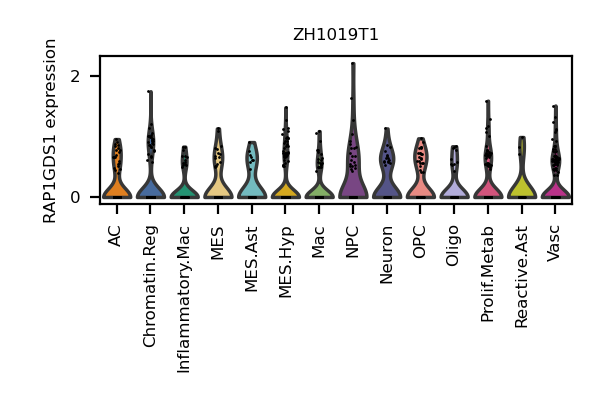 ZH1019T1
RAP1GDS1 expression
2
0
AC
Chromatin.Reg
Inflammatory.Mac
MES
MES.Ast
MES.Hyp
Mac
NPC
Neuron
OPC
Oligo
Prolif.Metab
Reactive.Ast
Vasc